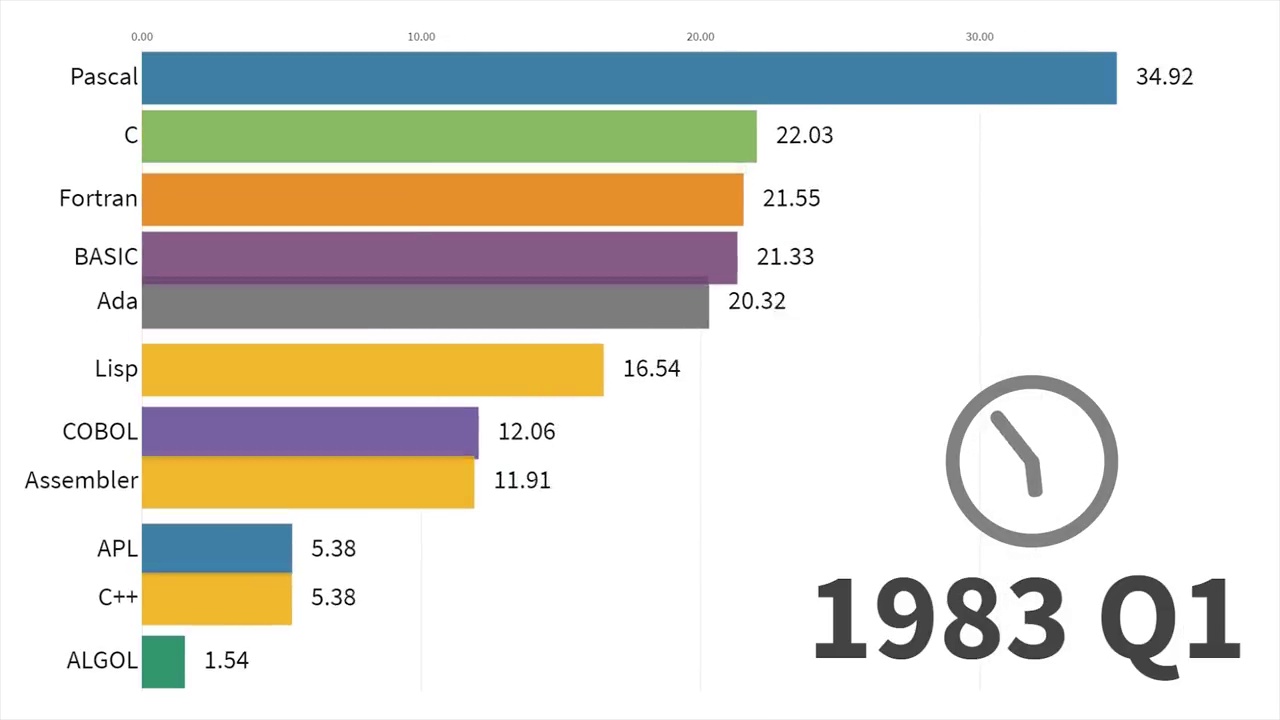 0.00 10.00 20.00 30.00
Pascal 34.92
C 22.03
Fortran 21.55
BASIC 21.33
Ada 20.32
Lisp 16.54
COBOL 12.06
Assembler 11.91
APL 5.38
C++ 5.38
ALGOL 1.54
1983 Q1